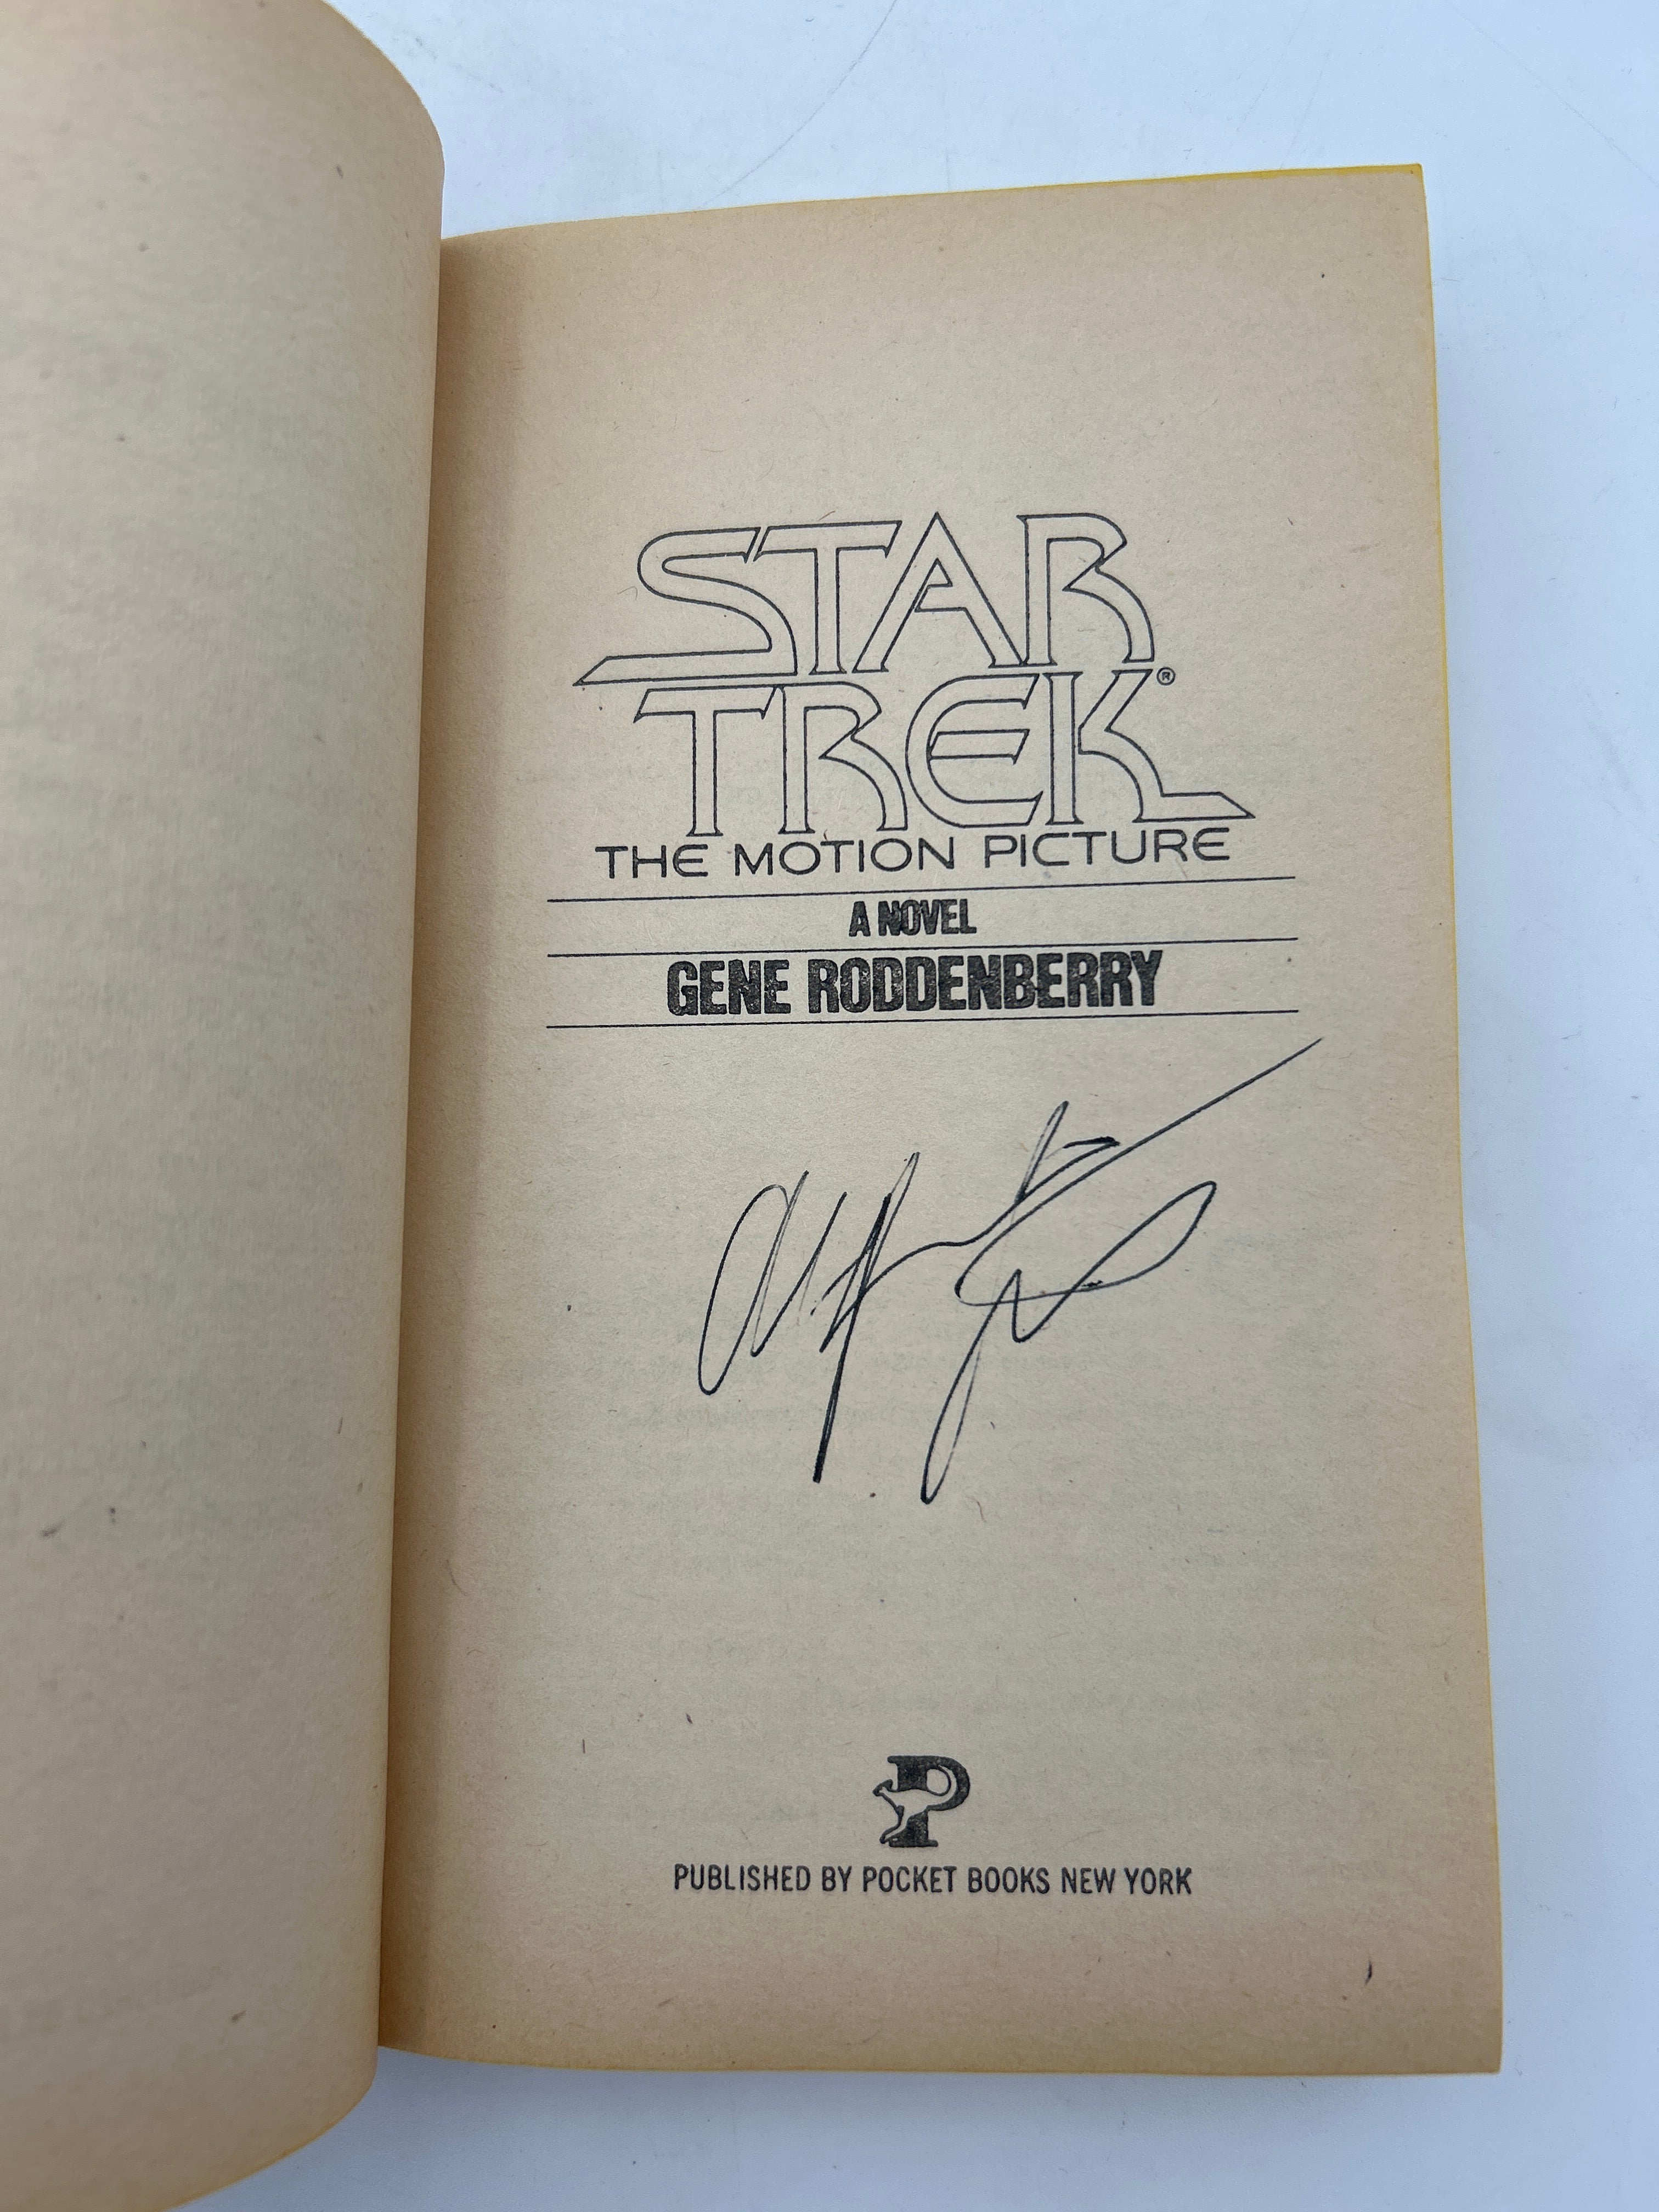 STAR
TREK®
THE MOTION PICTURE
A NOVEL
GENE RODDENBERRY
P
PUBLISHED BY POCKET BOOKS NEW YORK